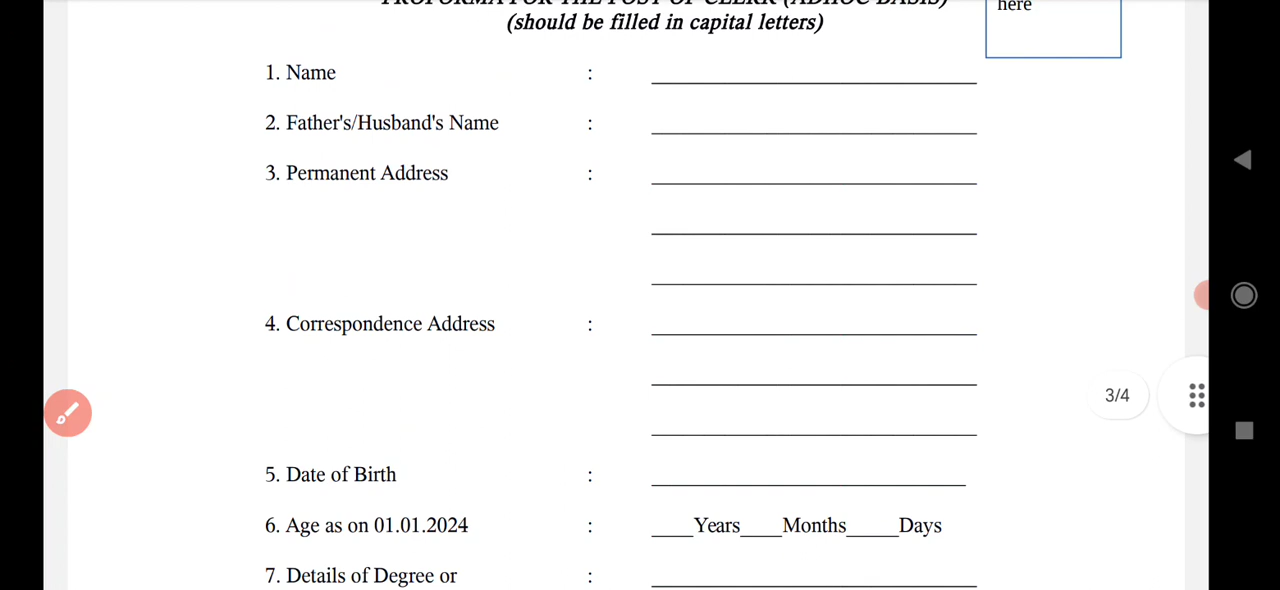 here
PROFORMA FOR THE POST OF CLERK (ADHOC BASIS)
(should be filled in capital letters)
1. Name :
2. Father's/Husband's Name :
3. Permanent Address :
4. Correspondence Address :
5. Date of Birth :
6. Age as on 01.01.2024 : ____Years____Months_____Days
7. Details of Degree or :
3/4